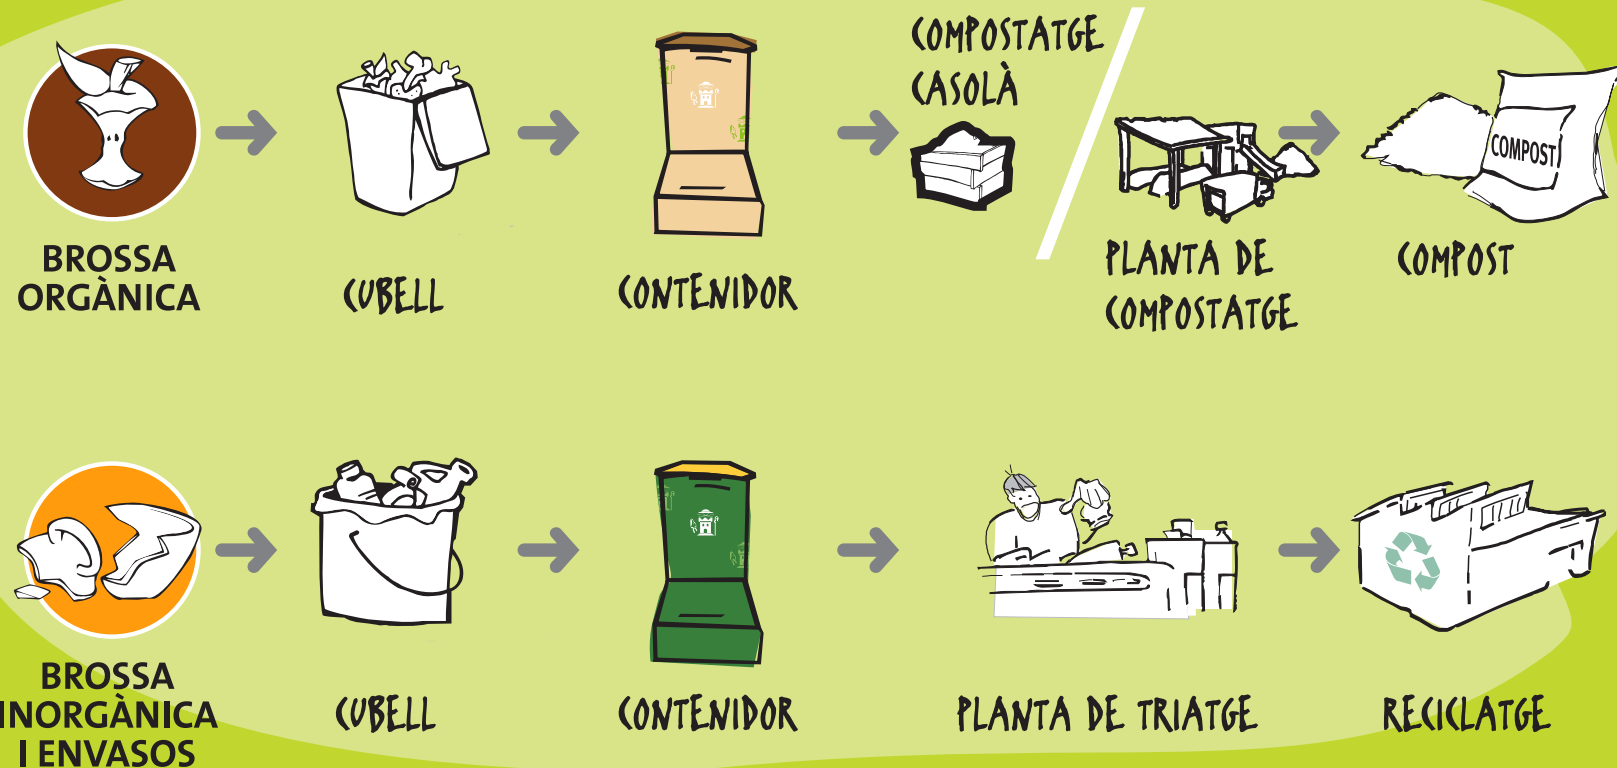 BROSSA
ORGÀNICA
CUBELL
CONTENIDOR
COMPOSTATGE
CASOLÀ
PLANTA DE
COMPOSTATGE
COMPOST
COMPOST
BROSSA
INORGÀNICA
I ENVASOS
CUBELL
CONTENIDOR
PLANTA DE TRIATGE
RECICLATGE